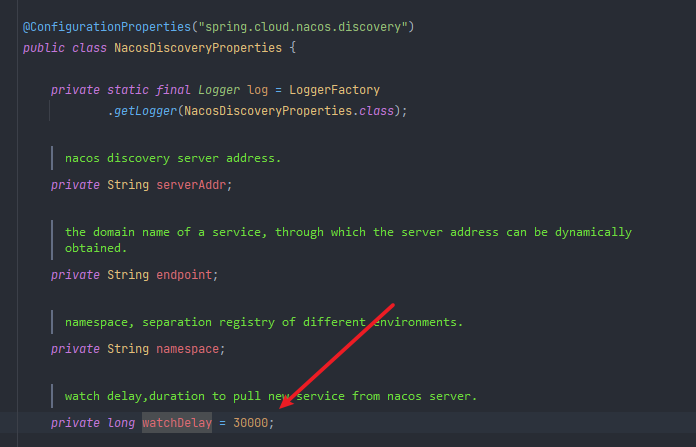 @ConfigurationProperties("spring.cloud.nacos.discovery")
public class NacosDiscoveryProperties {
private static final Logger log = LoggerFactory
.getLogger(NacosDiscoveryProperties.class);
nacos discovery server address.
private String serverAddr;
the domain name of a service, through which the server address can be dynamically
obtained.
private String endpoint;
namespace, separation registry of different environments.
private String namespace;
watch delay,duration to pull new service from nacos server.
private long watchDelay = 30000;